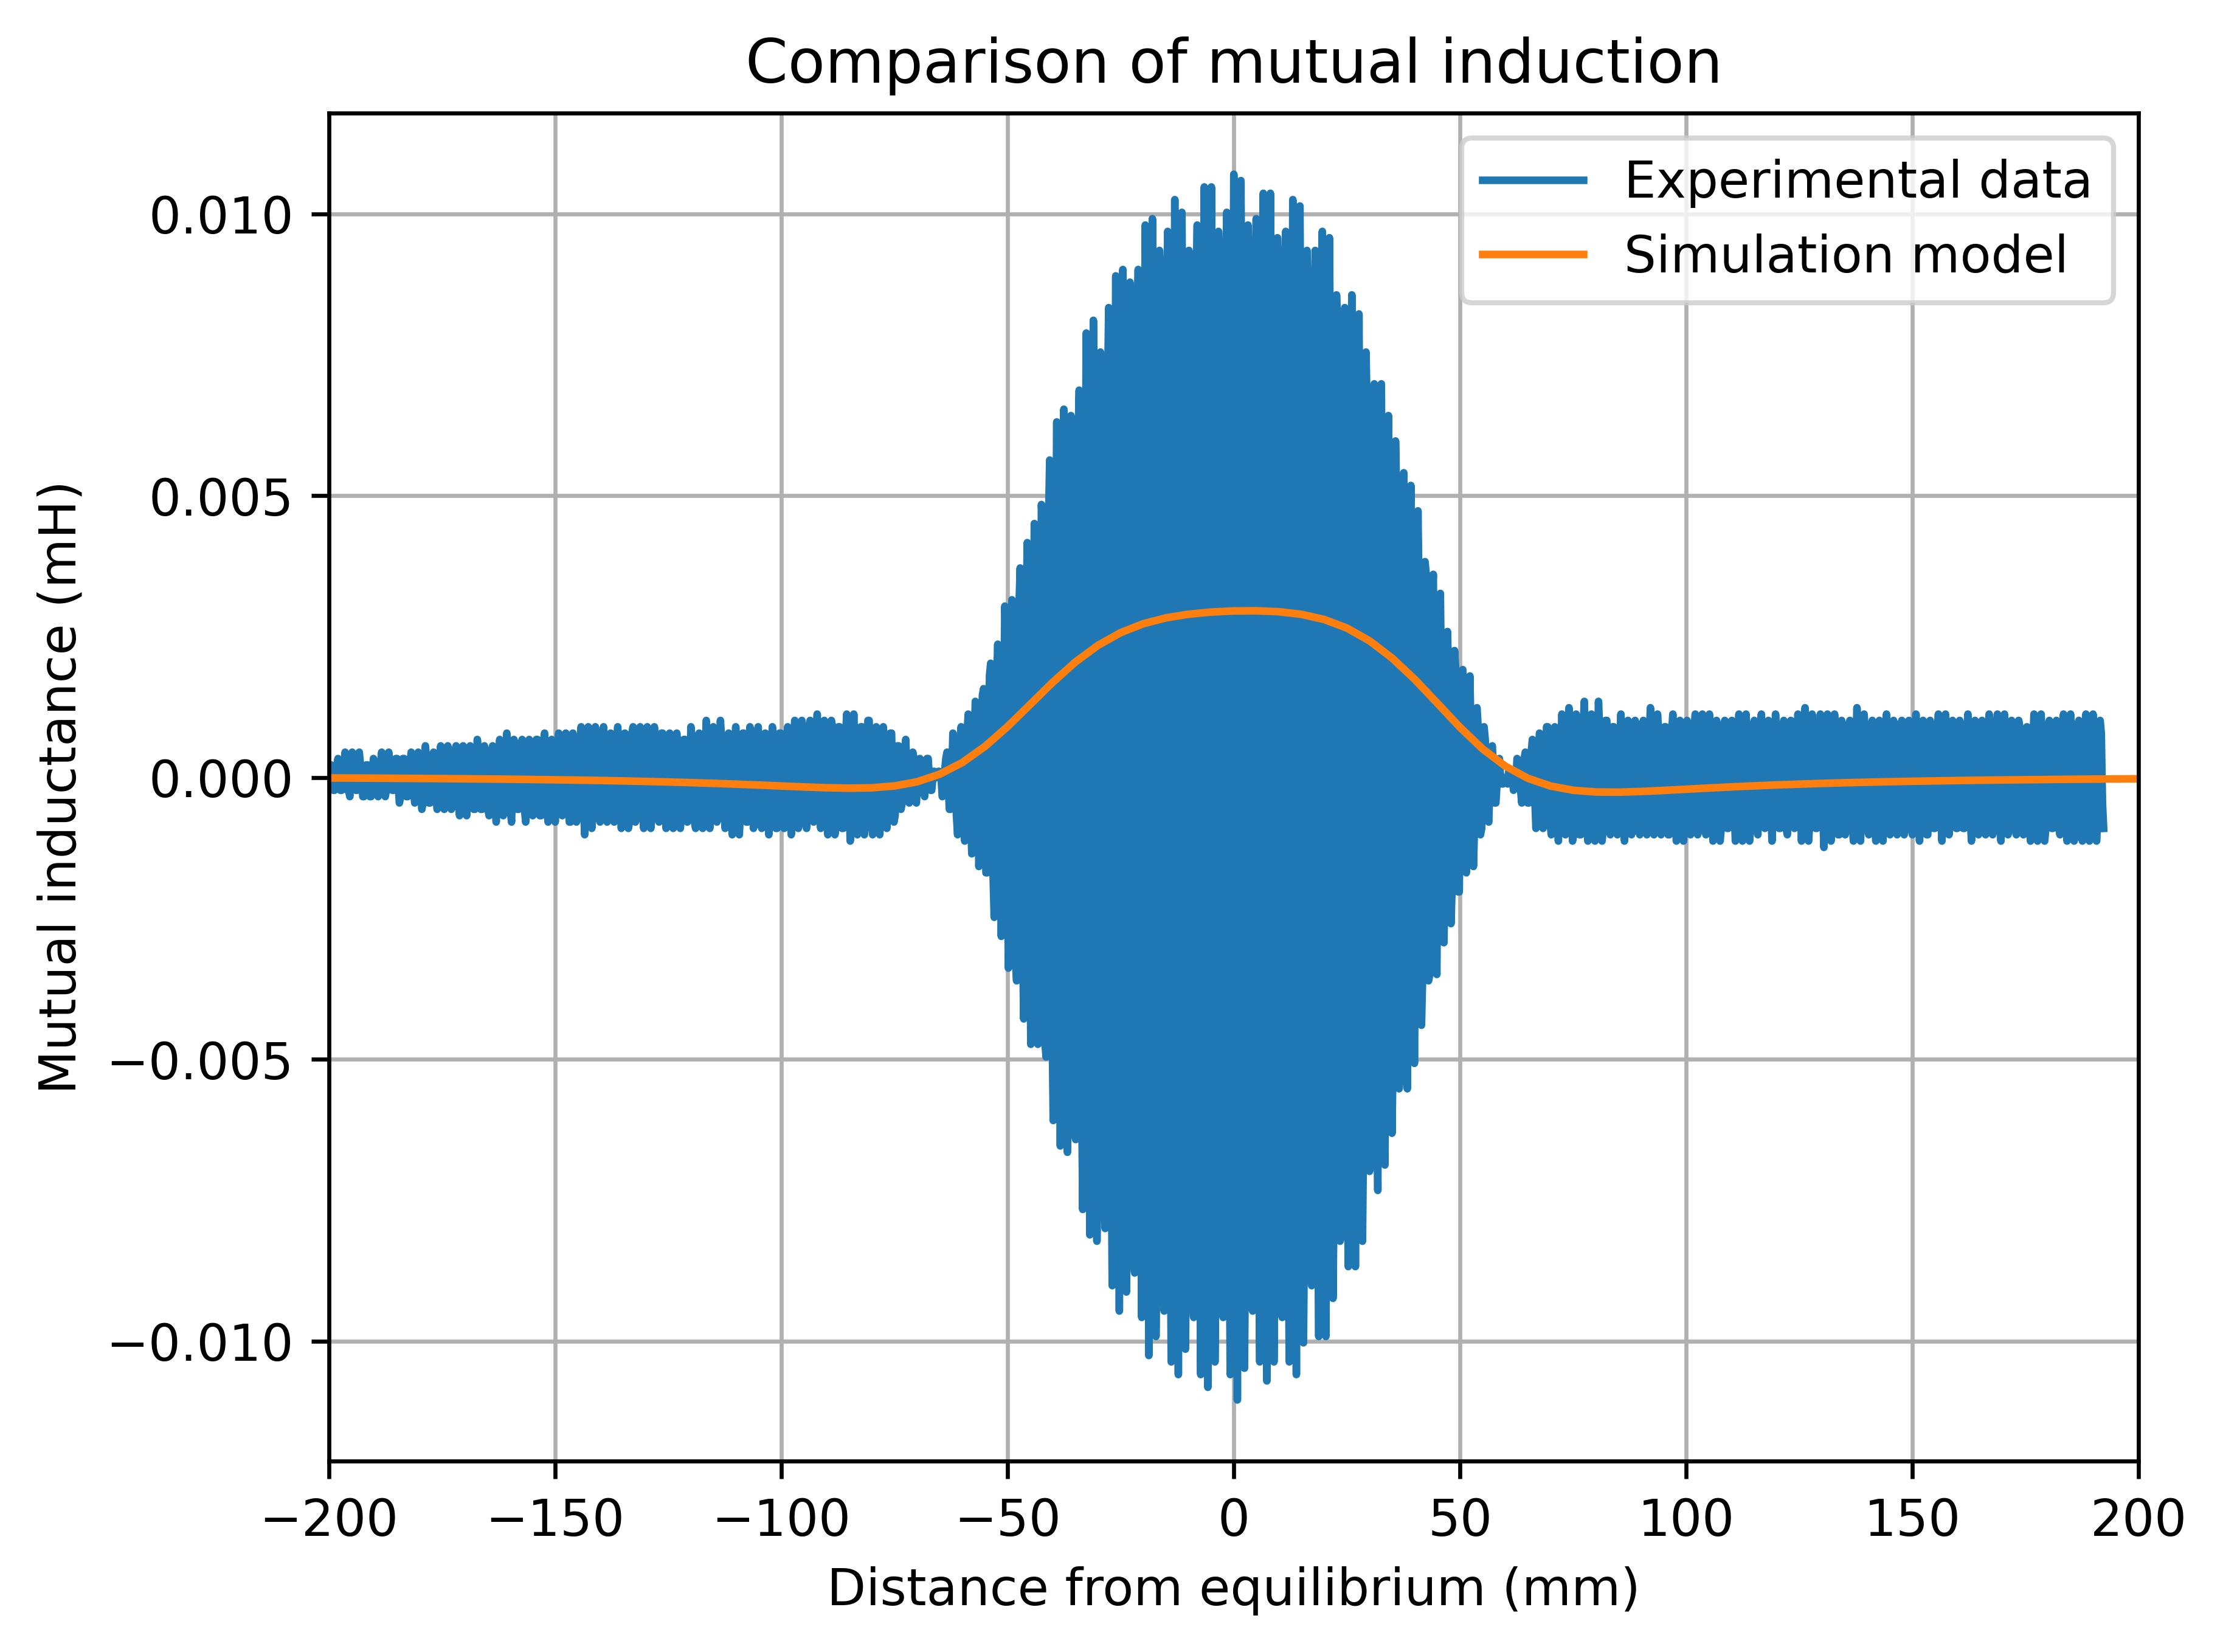 Comparison of mutual induction
Experimental data
Simulation model
Mutual inductance (mH)
0.010
0.005
0.000
−0.005
−0.010
−200 −150 −100 −50 0 50 100 150 200
Distance from equilibrium (mm)